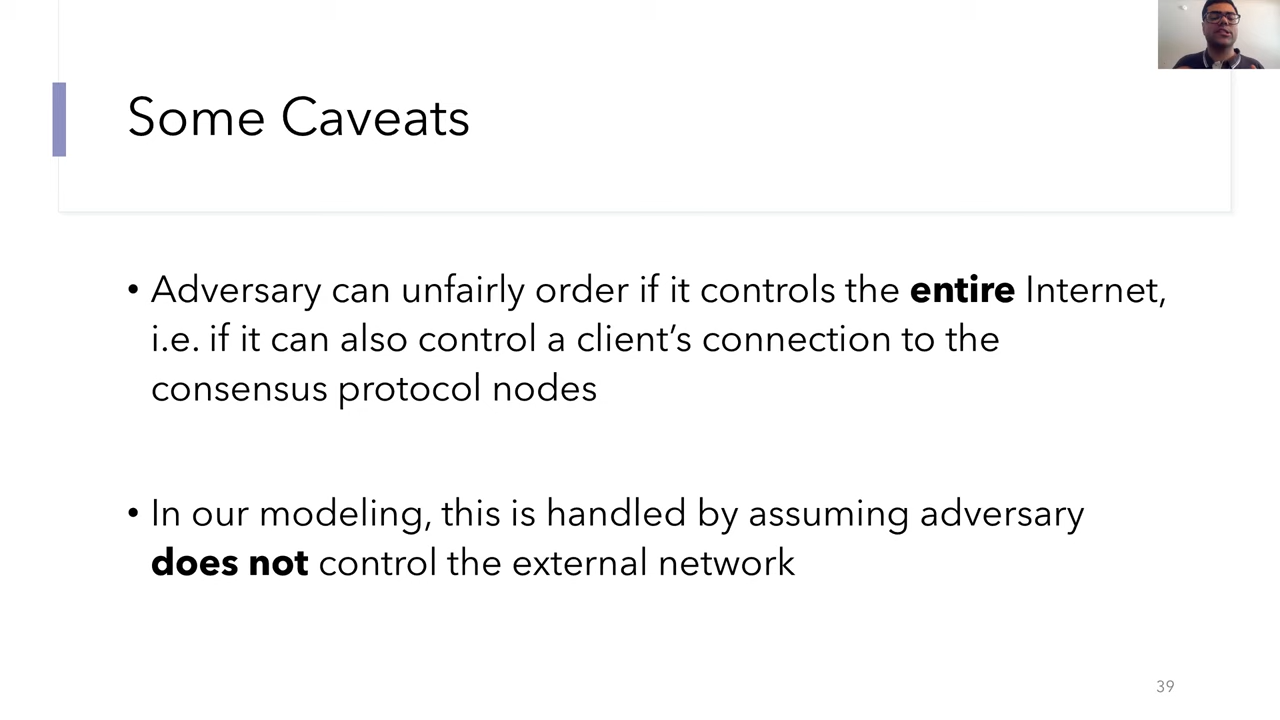 Some Caveats
• Adversary can unfairly order if it controls the entire Internet,
i.e. if it can also control a client’s connection to the
consensus protocol nodes
• In our modeling, this is handled by assuming adversary
does not control the external network
39